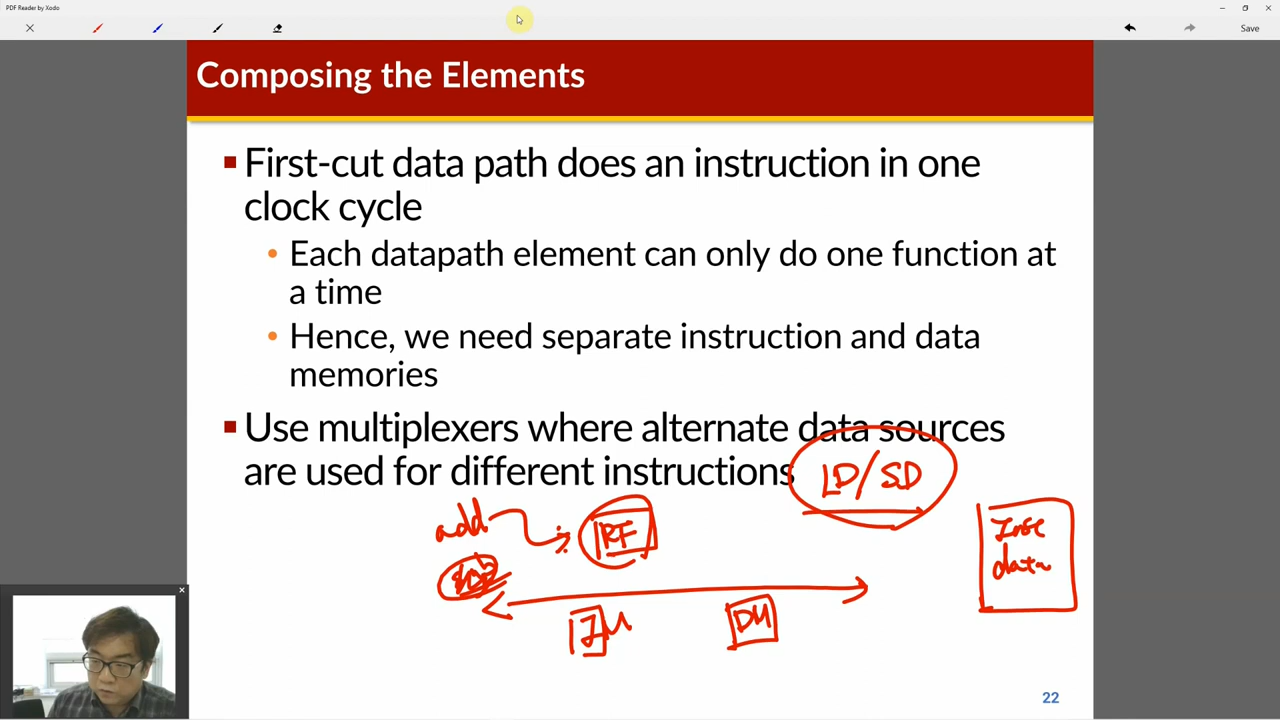 PDF Reader by Xodo
Save
Composing the Elements
First-cut data path does an instruction in one
clock cycle
Each datapath element can only do one function at
a time
Hence, we need separate instruction and data
memories
Use multiplexers where alternate data sources
are used for different instructions
LD/SD
add
RF
data
IM
DM
22